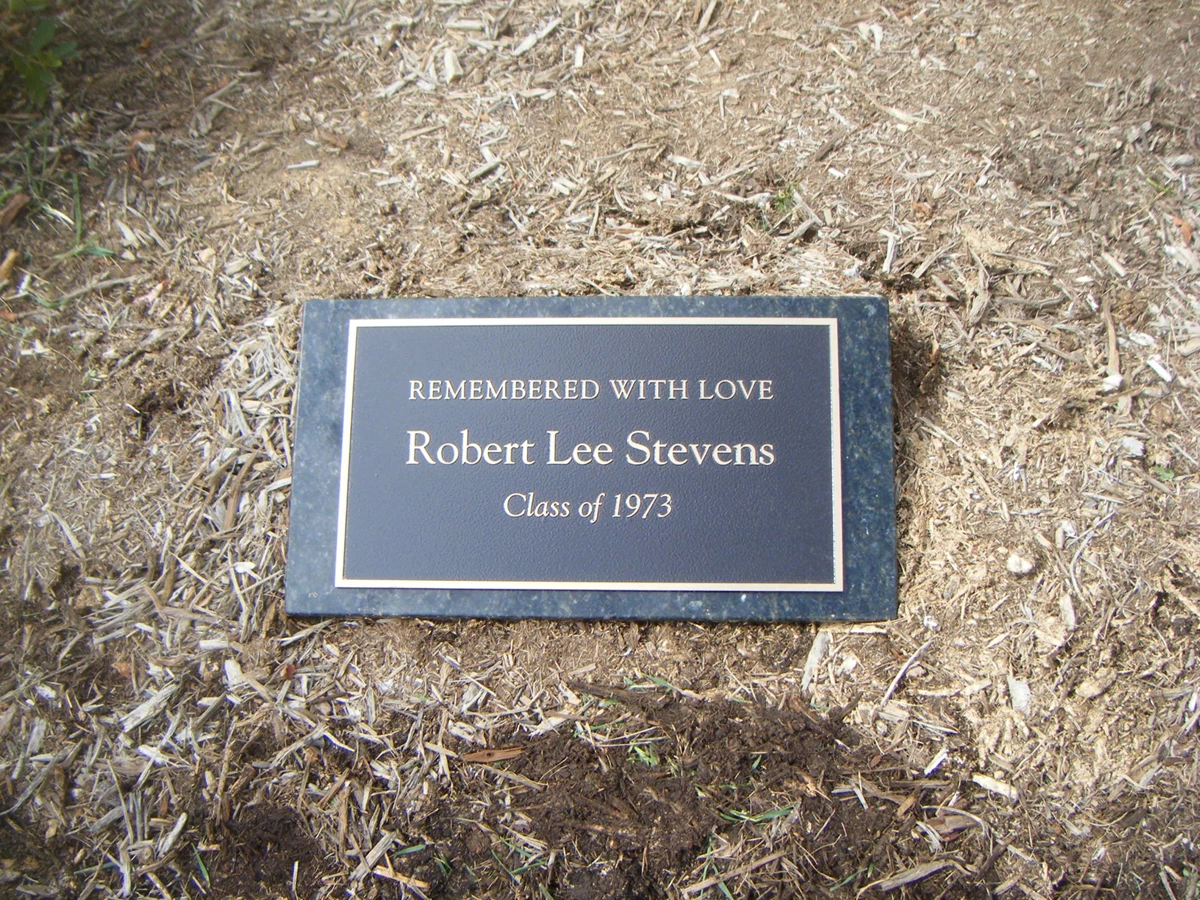 REMEMBERED WITH LOVE
Robert Lee Stevens
Class of 1973